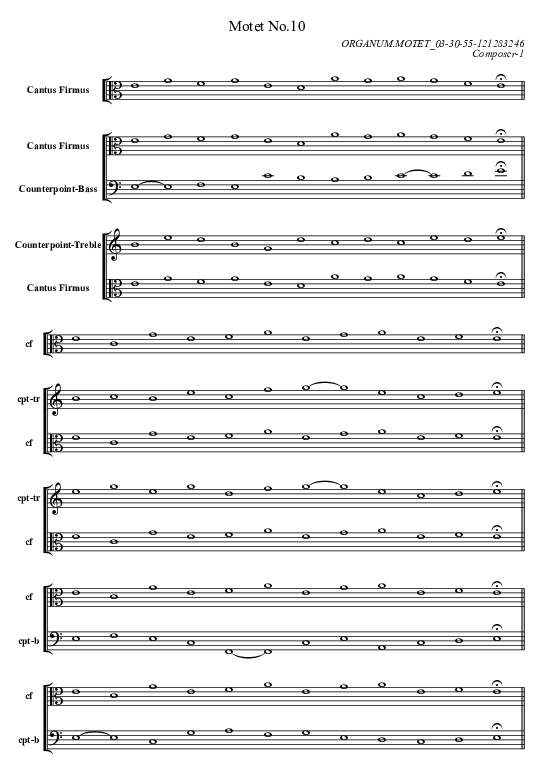 Motet No.10
ORGANUM.MOTET_03-30-55-121283246
Composer-1
Cantus Firmus
Cantus Firmus
Counterpoint-Bass
Counterpoint-Treble
Cantus Firmus
cf
cpt-tr
cf
cpt-tr
cf
cf
cpt-b
cf
cpt-b